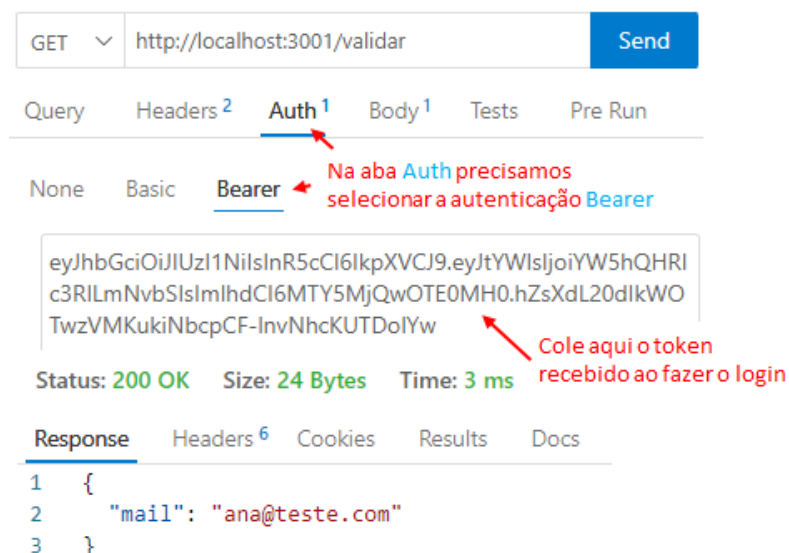 GET http://localhost:3001/validar Send
Query Headers 2 Auth 1 Body 1 Tests Pre Run
Na aba Auth precisamos
selecionar a autenticação Bearer
None Basic Bearer
eyJhbGciOiJIUzI1NiIsInR5cCI6IkpXVCJ9.eyJtYWlsIjoiYW5hQHRl
c3RlLmNvbSIsImlhdCI6MTY5MjQwOTE0MH0.hZsXdL20dIkWO
TwzVMKukiNbcpCF-InvNhcKUTDoIYw
Cole aqui o token
recebido ao fazer o login
Status: 200 OK Size: 24 Bytes Time: 3 ms
Response Headers 6 Cookies Results Docs
1 {
2 "mail": "ana@teste.com"
3 }